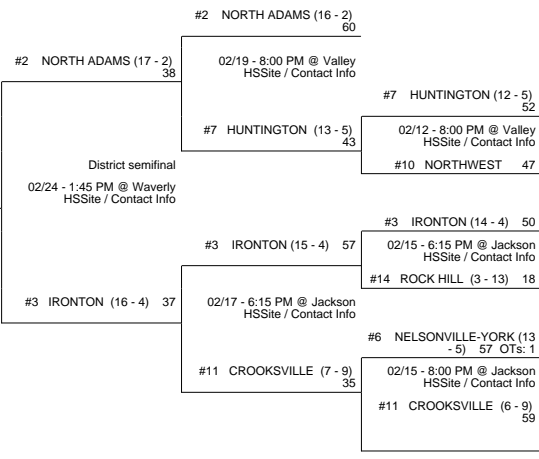 #2 NORTH ADAMS (16 - 2)
60
#2 NORTH ADAMS (17 - 2)
38
02/19 - 8:00 PM @ Valley
HSSite / Contact Info
#7 HUNTINGTON (12 - 5)
52
#7 HUNTINGTON (13 - 5)
43
02/12 - 8:00 PM @ Valley
HSSite / Contact Info
#10 NORTHWEST 47
District semifinal
02/24 - 1:45 PM @ Waverly
HSSite / Contact Info
#3 IRONTON (14 - 4) 50
#3 IRONTON (15 - 4) 57
02/15 - 6:15 PM @ Jackson
HSSite / Contact Info
#14 ROCK HILL (3 - 13) 18
#3 IRONTON (16 - 4) 37
02/17 - 6:15 PM @ Jackson
HSSite / Contact Info
#6 NELSONVILLE-YORK (13
- 5) 57 OTs: 1
#11 CROOKSVILLE (7 - 9)
35
02/15 - 8:00 PM @ Jackson
HSSite / Contact Info
#11 CROOKSVILLE (6 - 9)
59